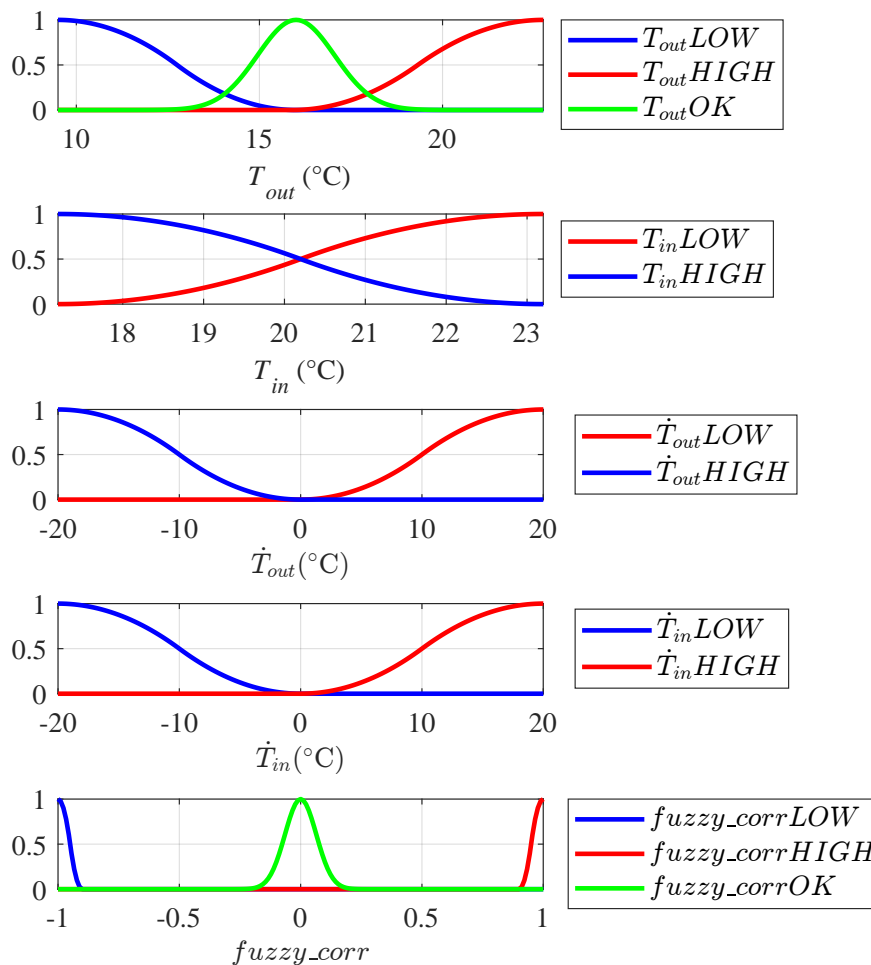 1
0.5
0
10 15 20
T_out (°C)
T_out LOW
T_out HIGH
T_out OK
1
0.5
0
18 19 20 21 22 23
T_in (°C)
T_in LOW
T_in HIGH
1
0.5
0
-20 -10 0 10 20
Ṫ_out(°C)
Ṫ_out LOW
Ṫ_out HIGH
1
0.5
0
-20 -10 0 10 20
Ṫ_in(°C)
Ṫ_in LOW
Ṫ_in HIGH
1
0.5
0
-1 -0.5 0 0.5 1
fuzzy_corr
fuzzy_corrLOW
fuzzy_corrHIGH
fuzzy_corrOK